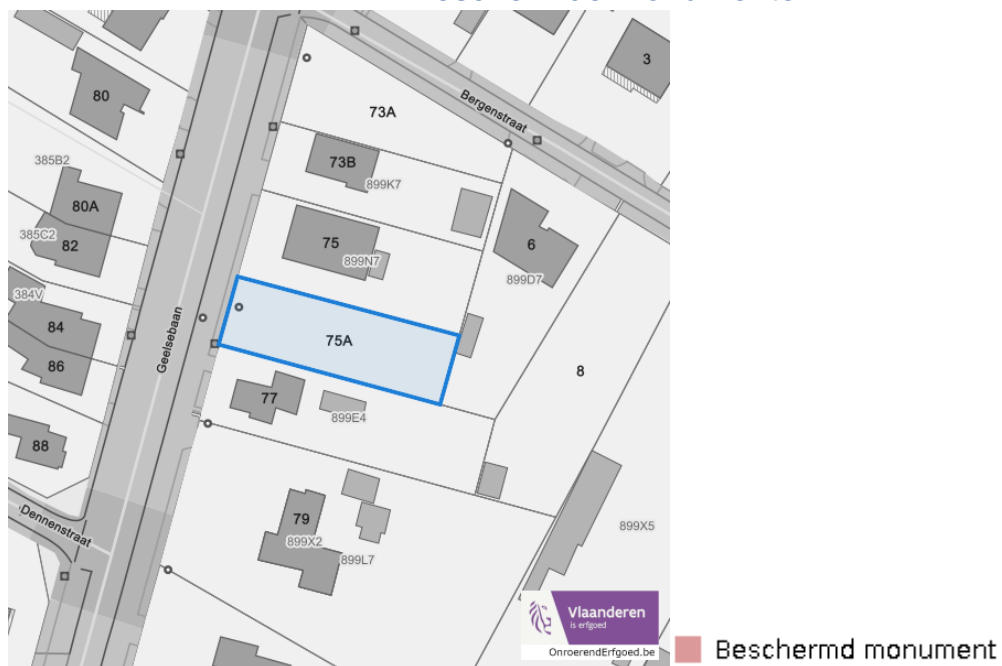 3
80
73A
Bergenstraat
385B2
73B
899K7
80A
385C2
82
75
6
899N7
899D7
384V
84
Geelsebaan
75A
86
8
77
899E4
88
79
Dennenstraat
899X2
899X5
899L7
Vlaanderen
is erfgoed
OnroerendErfgoed.be
Beschermd monument